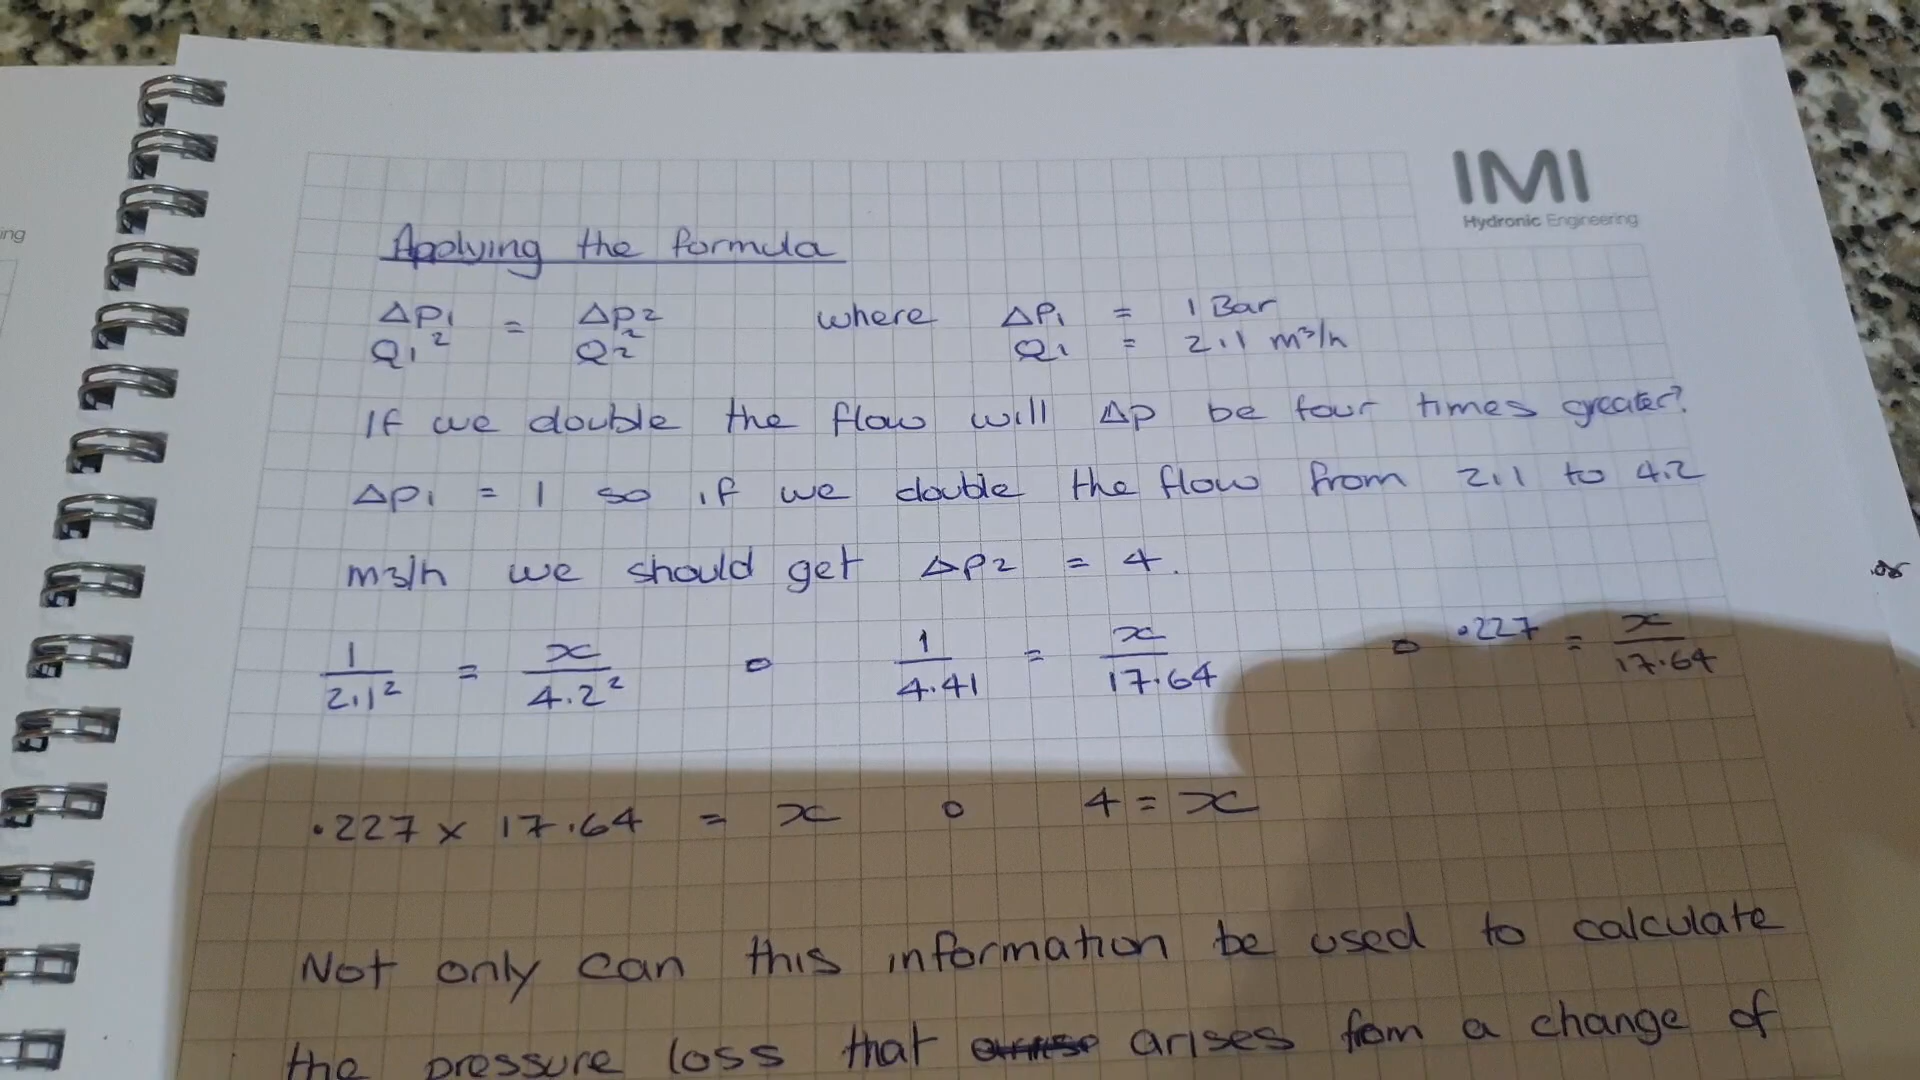 ing
IMI
Hydronic Engineering
Applying the formula
ΔP1 = ΔP2 where ΔP1 = 1 Bar
Q1² Q2² Q1 = 2.1 m³/h
If we double the flow will Δp be four times greater?
Δp1 = 1 so if we double the flow from 2.1 to 4.2
m3/h we should get ΔP2 = 4.
1/2.1² = x/4.2² o 1/4.41 = x/17.64 o .227 = x/17.64
.227 x 17.64 = x o 4 = x
Not only can this information be used to calculate
the pressure loss that arises from a change of